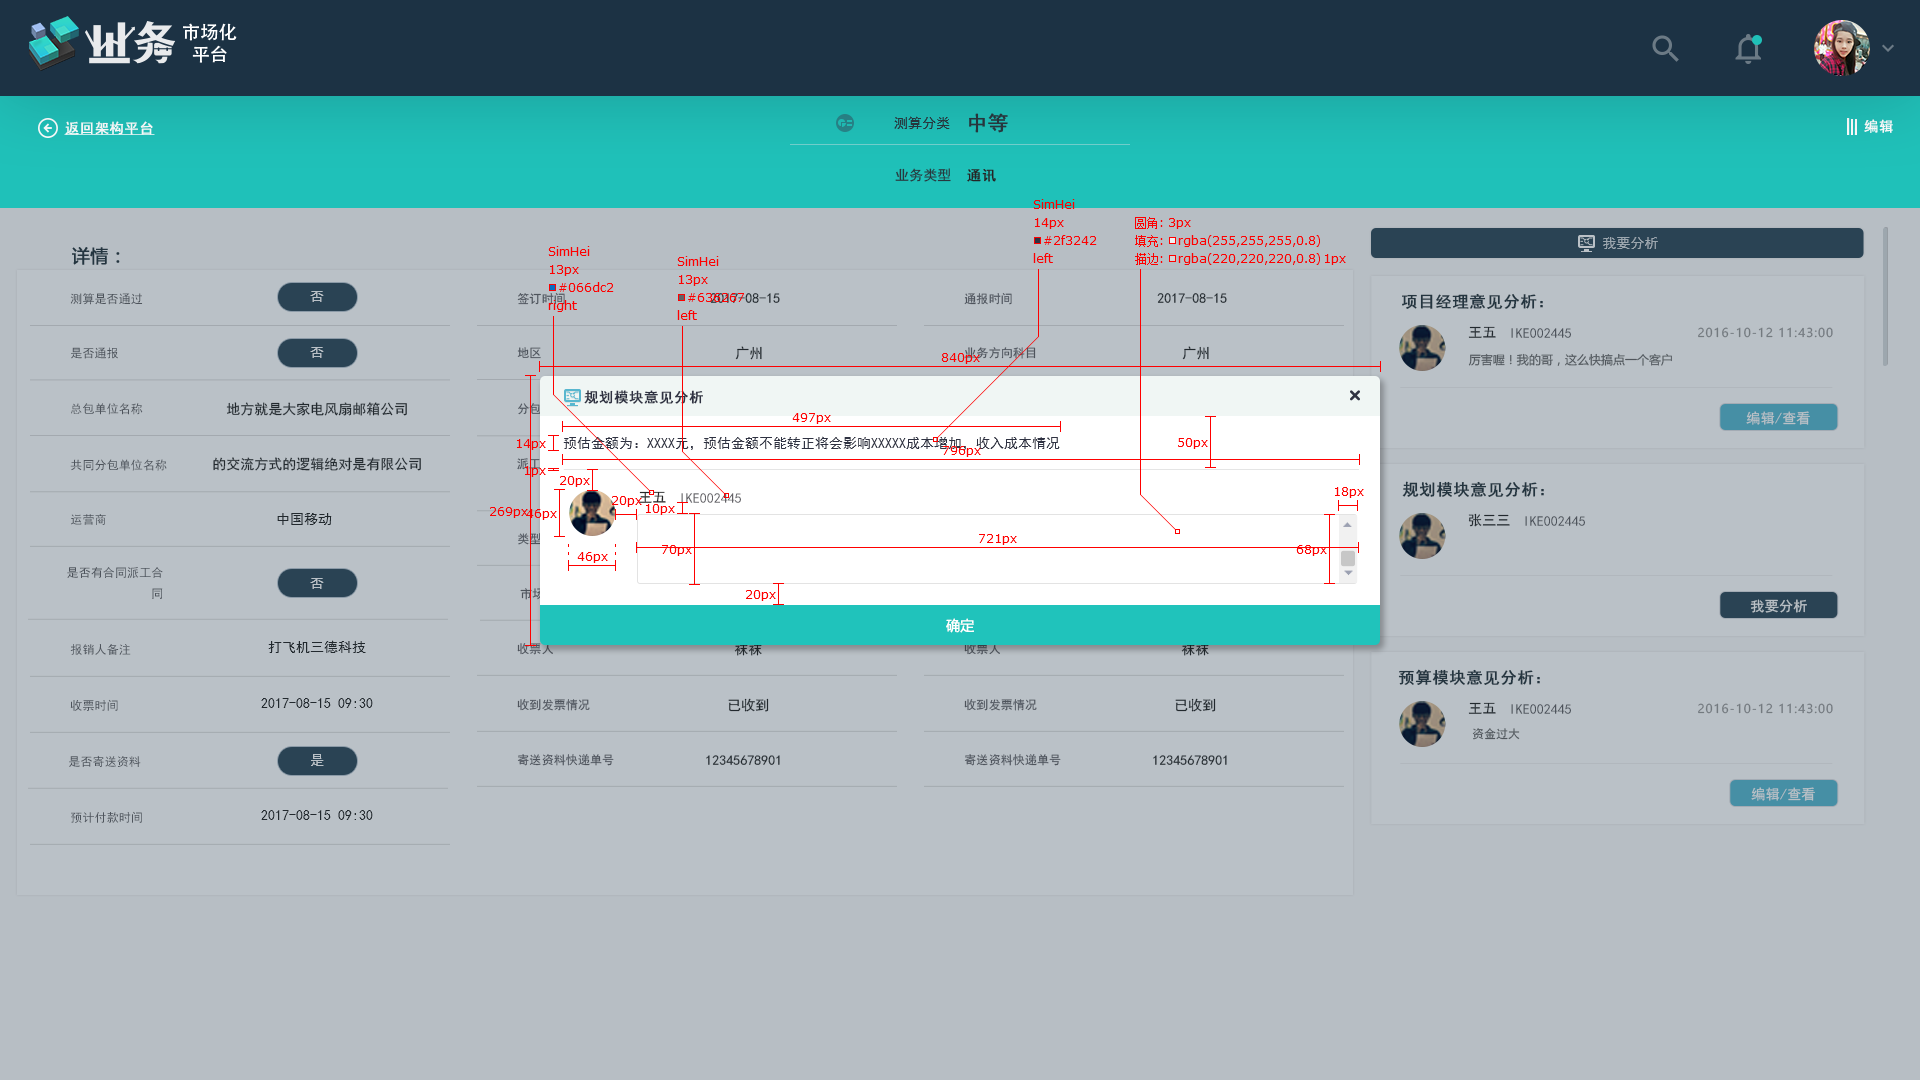 业务 市场化
平台
返回架构平台
测算分类 中等
编辑
业务类型 通讯
SimHei
14px
#2f3242
left
圆角: 3px
填充: rgba(255,255,255,0.8)
描边: rgba(220,220,220,0.8) 1px
SimHei
13px
#066dc2
right
SimHei
13px
left
详情：
测算是否通过 否
签订时间 2017-08-15
通报时间 2017-08-15
是否通报 否
地区 广州
业务方向科目 广州
840px
总包单位名称 地方就是大家电风扇邮箱公司
分包
共同分包单位名称 的交流方式的逻辑绝对是有限公司
派工
运营商 中国移动
类型
是否有合同派工合
同
否
市场
报销人备注 打飞机三德科技
收票人 袜袜
收票人 袜袜
收票时间 2017-08-15 09:30
收到发票情况 已收到
收到发票情况 已收到
是否寄送资料 是
寄送资料快递单号 12345678901
寄送资料快递单号 12345678901
预计付款时间 2017-08-15 09:30
规划模块意见分析
497px
14px
预估金额为：XXXX元，预估金额不能转正将会影响XXXXX成本增加，收入成本情况
50px
796px
1px
20px
269px
46px
20px
王五 IKE002445
10px
18px
46px
70px
721px
68px
20px
确定
我要分析
项目经理意见分析：
王五 IKE002445 2016-10-12 11:43:00
厉害喔！我的哥，这么快搞点一个客户
编辑/查看
规划模块意见分析：
张三三 IKE002445
我要分析
预算模块意见分析：
王五 IKE002445 2016-10-12 11:43:00
资金过大
编辑/查看